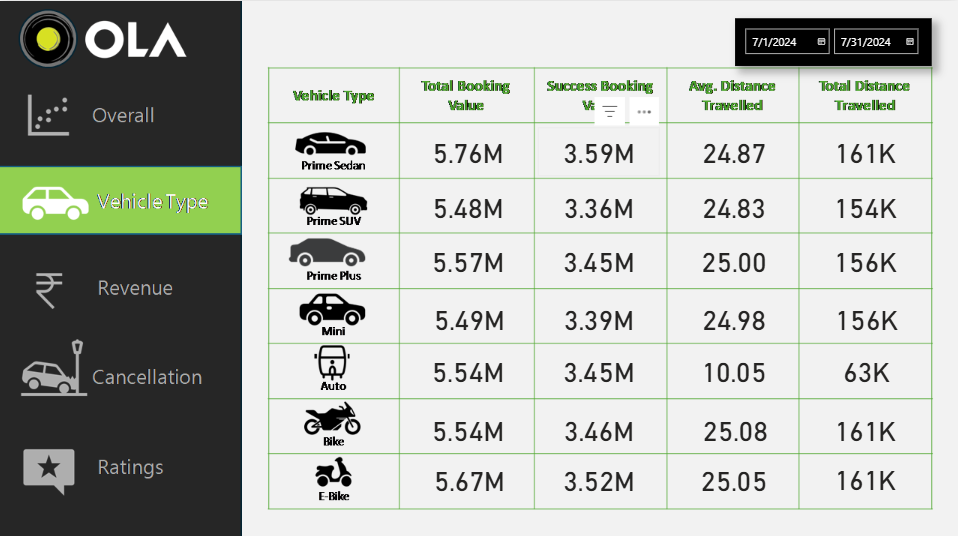 OLA
7/1/2024 7/31/2024
Overall
Vehicle Type
Revenue
Cancellation
Ratings
Vehicle Type Total Booking Value Success Booking Avg. Distance Travelled Total Distance Travelled
Prime Sedan 5.76M 3.59M 24.87 161K
Prime SUV 5.48M 3.36M 24.83 154K
Prime Plus 5.57M 3.45M 25.00 156K
Mini 5.49M 3.39M 24.98 156K
Auto 5.54M 3.45M 10.05 63K
Bike 5.54M 3.46M 25.08 161K
E-Bike 5.67M 3.52M 25.05 161K